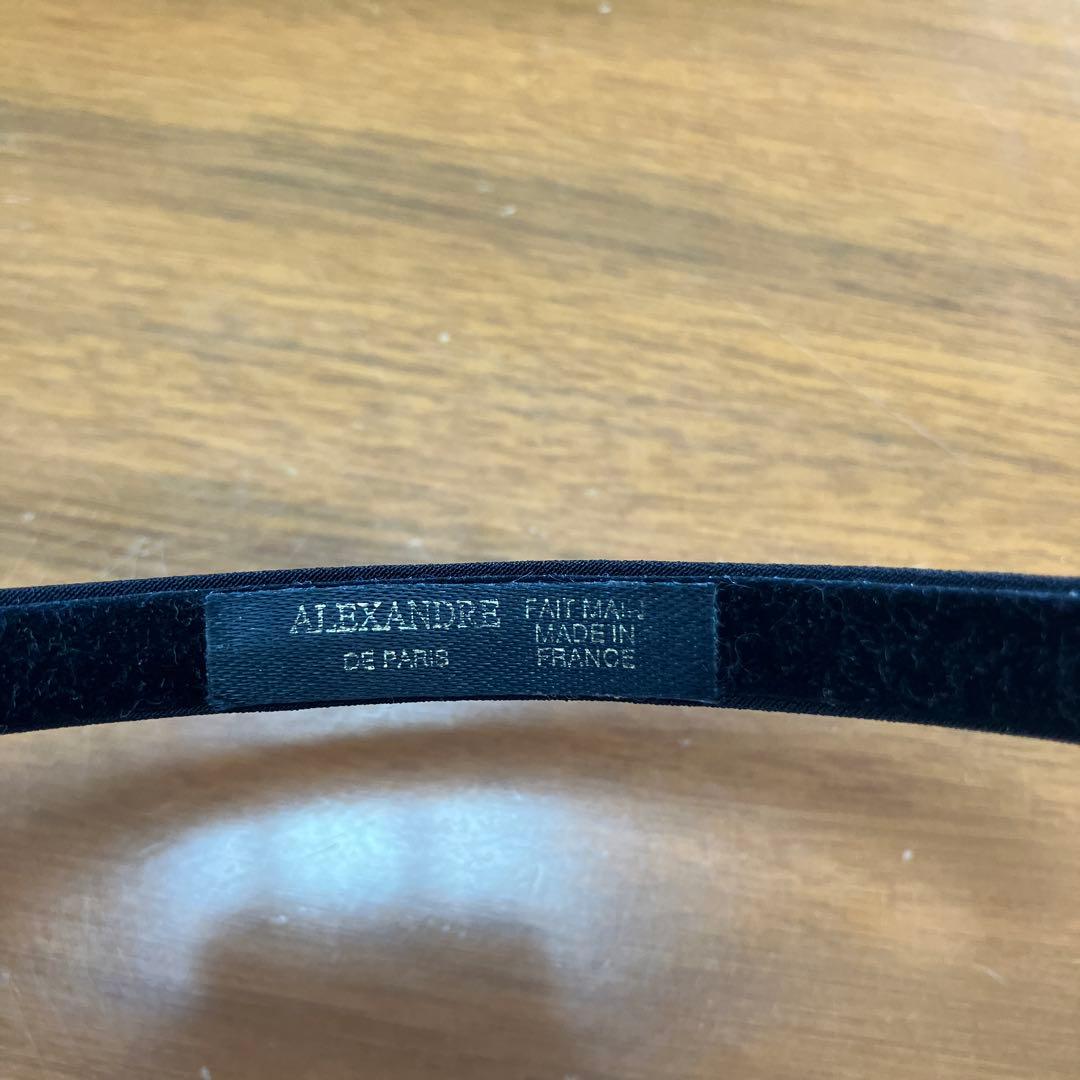 ALEXANDRE
DE PARIS
FAIT MAIN
MADE IN
FRANCE